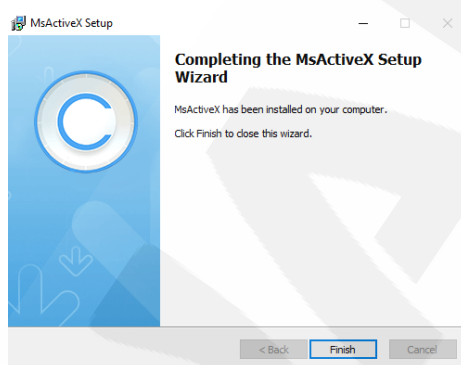 MsActiveX Setup
Completing the MsActiveX Setup
Wizard
MsActiveX has been installed on your computer.
Click Finish to close this wizard.
< Back
Finish
Cancel